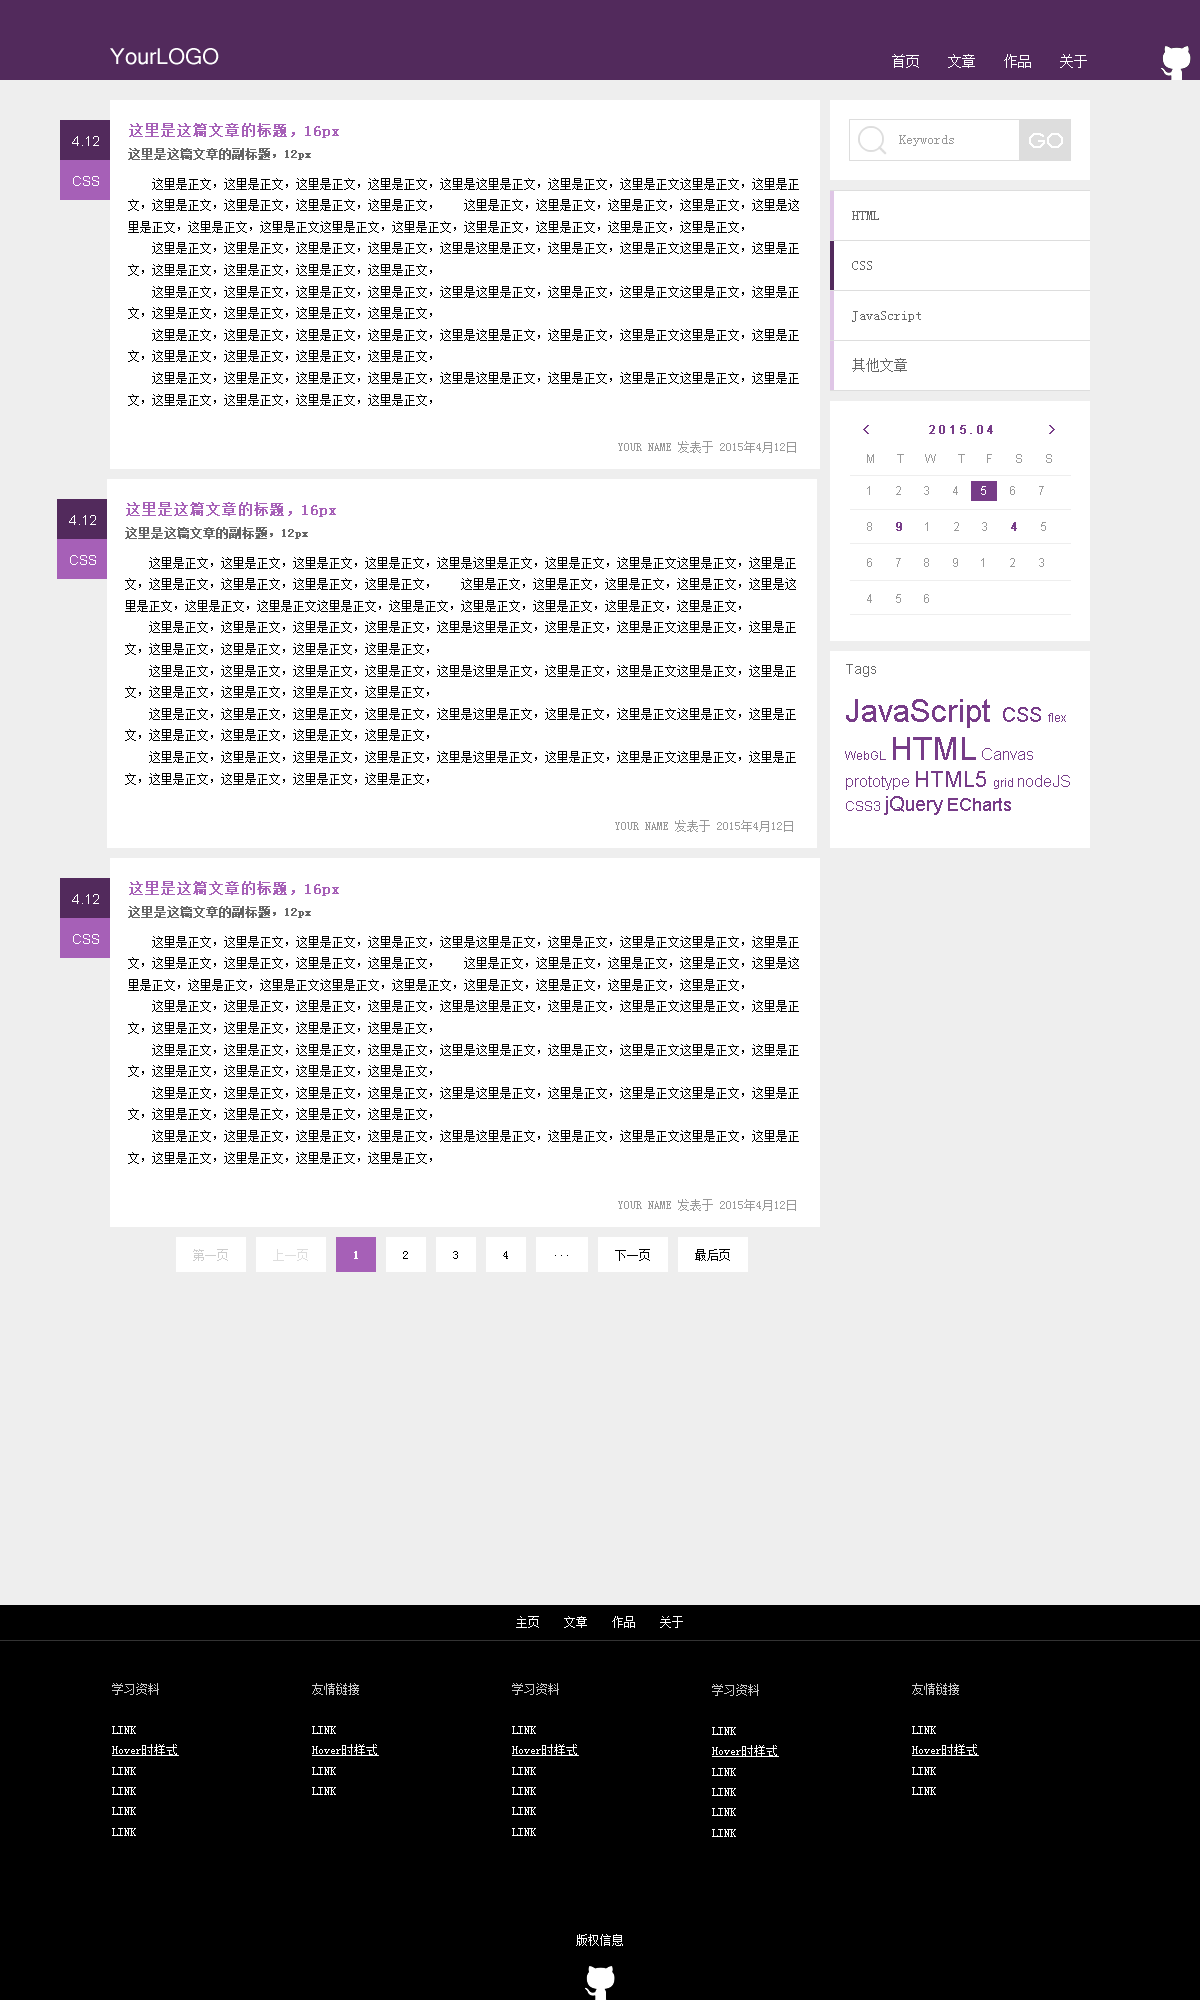 YourLOGO
首页 文章 作品 关于
4.12
CSS
这里是这篇文章的标题，16px
这里是这篇文章的副标题，12px
这里是正文，这里是正文，这里是正文，这里是正文，这里是这里是正文，这里是正文，这里是正文这里是正文，这里是正
文，这里是正文，这里是正文，这里是正文，这里是正文， 这里是正文，这里是正文，这里是正文，这里是正文，这里是这
里是正文，这里是正文，这里是正文这里是正文，这里是正文，这里是正文，这里是正文，这里是正文，这里是正文，
这里是正文，这里是正文，这里是正文，这里是正文，这里是这里是正文，这里是正文，这里是正文这里是正文，这里是正
文，这里是正文，这里是正文，这里是正文，这里是正文，
这里是正文，这里是正文，这里是正文，这里是正文，这里是这里是正文，这里是正文，这里是正文这里是正文，这里是正
文，这里是正文，这里是正文，这里是正文，这里是正文，
这里是正文，这里是正文，这里是正文，这里是正文，这里是这里是正文，这里是正文，这里是正文这里是正文，这里是正
文，这里是正文，这里是正文，这里是正文，这里是正文，
这里是正文，这里是正文，这里是正文，这里是正文，这里是这里是正文，这里是正文，这里是正文这里是正文，这里是正
文，这里是正文，这里是正文，这里是正文，这里是正文，
YOUR NAME 发表于 2015年4月12日
4.12
CSS
这里是这篇文章的标题，16px
这里是这篇文章的副标题，12px
这里是正文，这里是正文，这里是正文，这里是正文，这里是这里是正文，这里是正文，这里是正文这里是正文，这里是正
文，这里是正文，这里是正文，这里是正文，这里是正文， 这里是正文，这里是正文，这里是正文，这里是正文，这里是这
里是正文，这里是正文，这里是正文这里是正文，这里是正文，这里是正文，这里是正文，这里是正文，这里是正文，
这里是正文，这里是正文，这里是正文，这里是正文，这里是这里是正文，这里是正文，这里是正文这里是正文，这里是正
文，这里是正文，这里是正文，这里是正文，这里是正文，
这里是正文，这里是正文，这里是正文，这里是正文，这里是这里是正文，这里是正文，这里是正文这里是正文，这里是正
文，这里是正文，这里是正文，这里是正文，这里是正文，
这里是正文，这里是正文，这里是正文，这里是正文，这里是这里是正文，这里是正文，这里是正文这里是正文，这里是正
文，这里是正文，这里是正文，这里是正文，这里是正文，
这里是正文，这里是正文，这里是正文，这里是正文，这里是这里是正文，这里是正文，这里是正文这里是正文，这里是正
文，这里是正文，这里是正文，这里是正文，这里是正文，
YOUR NAME 发表于 2015年4月12日
4.12
CSS
这里是这篇文章的标题，16px
这里是这篇文章的副标题，12px
这里是正文，这里是正文，这里是正文，这里是正文，这里是这里是正文，这里是正文，这里是正文这里是正文，这里是正
文，这里是正文，这里是正文，这里是正文，这里是正文， 这里是正文，这里是正文，这里是正文，这里是正文，这里是这
里是正文，这里是正文，这里是正文这里是正文，这里是正文，这里是正文，这里是正文，这里是正文，这里是正文，
这里是正文，这里是正文，这里是正文，这里是正文，这里是这里是正文，这里是正文，这里是正文这里是正文，这里是正
文，这里是正文，这里是正文，这里是正文，这里是正文，
这里是正文，这里是正文，这里是正文，这里是正文，这里是这里是正文，这里是正文，这里是正文这里是正文，这里是正
文，这里是正文，这里是正文，这里是正文，这里是正文，
这里是正文，这里是正文，这里是正文，这里是正文，这里是这里是正文，这里是正文，这里是正文这里是正文，这里是正
文，这里是正文，这里是正文，这里是正文，这里是正文，
这里是正文，这里是正文，这里是正文，这里是正文，这里是这里是正文，这里是正文，这里是正文这里是正文，这里是正
文，这里是正文，这里是正文，这里是正文，这里是正文，
YOUR NAME 发表于 2015年4月12日
第一页 上一页 1 2 3 4 ··· 下一页 最后页
Keywords GO
HTML
CSS
JavaScript
其他文章
< 2015.04 >
M T W T F S S
1 2 3 4 5 6 7
8 9 1 2 3 4 5
6 7 8 9 1 2 3
4 5 6
Tags
JavaScript CSS flex
WebGL HTML Canvas
prototype HTML5 grid nodeJS
CSS3 jQuery ECharts
主页 文章 作品 关于
学习资料
LINK
Hover时样式
LINK
LINK
LINK
LINK
友情链接
LINK
Hover时样式
LINK
LINK
学习资料
LINK
Hover时样式
LINK
LINK
LINK
LINK
学习资料
LINK
Hover时样式
LINK
LINK
LINK
LINK
友情链接
LINK
Hover时样式
LINK
LINK
版权信息